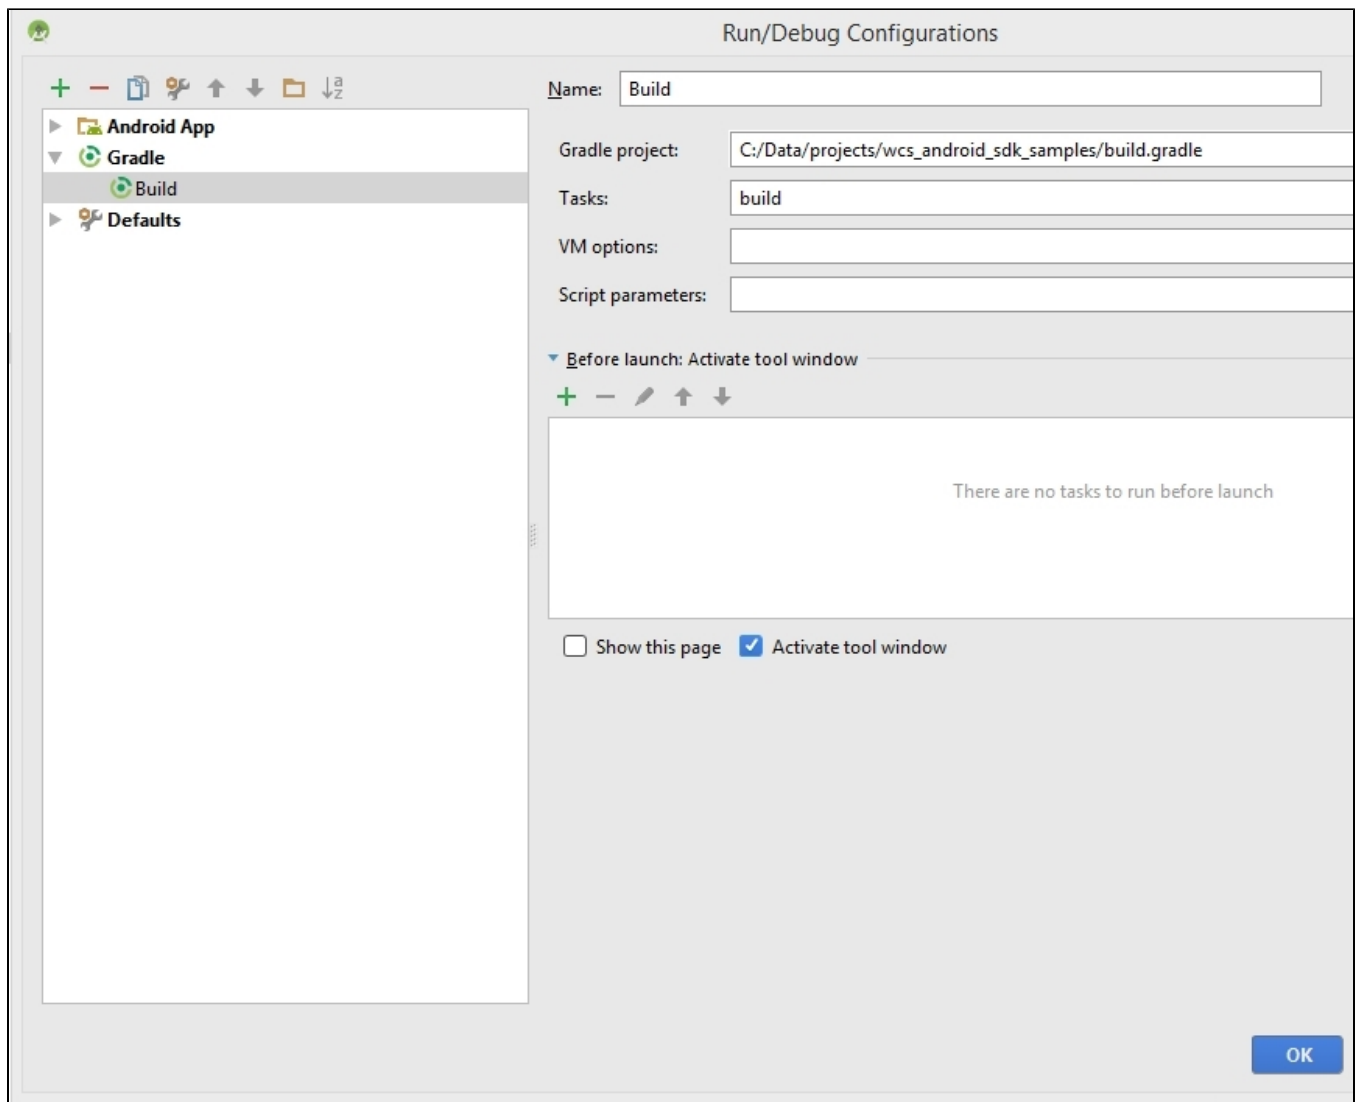 Run/Debug Configurations
Name: Build
Android App
Gradle
Build
Defaults
Gradle project: C:/Data/projects/wcs_android_sdk_samples/build.gradle
Tasks: build
VM options:
Script parameters:
Before launch: Activate tool window
There are no tasks to run before launch
Show this page Activate tool window
OK